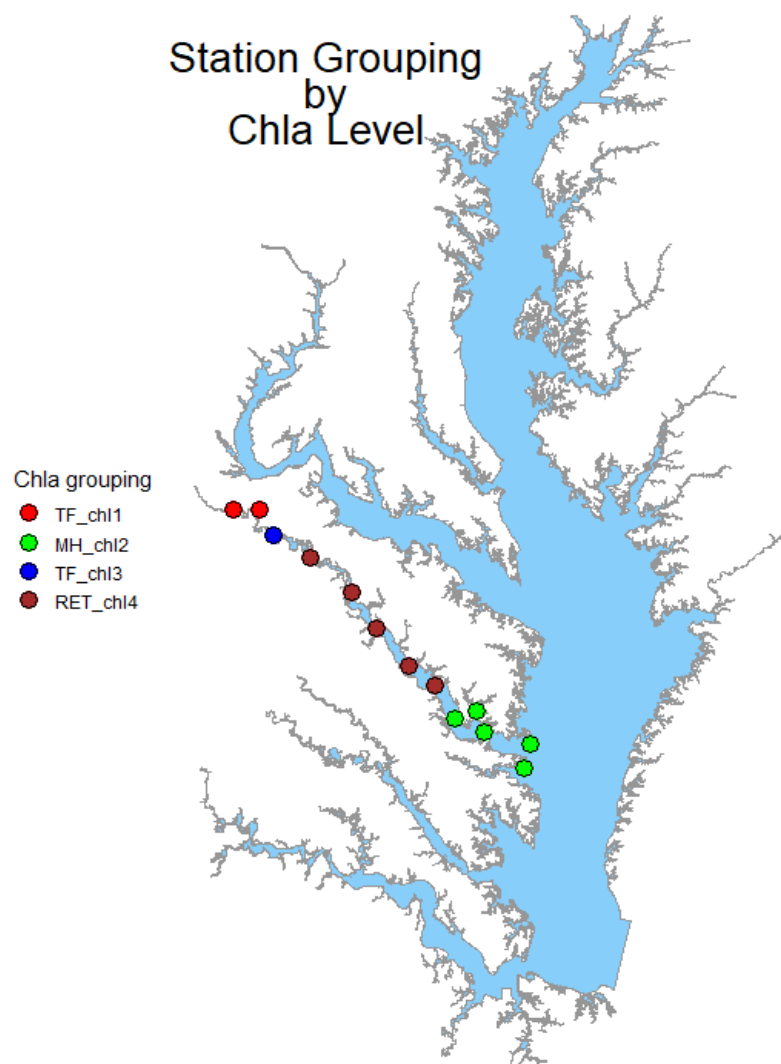 Station Grouping
by
Chla Level
Chla grouping
TF_chl1
MH_chl2
TF_chl3
RET_chl4